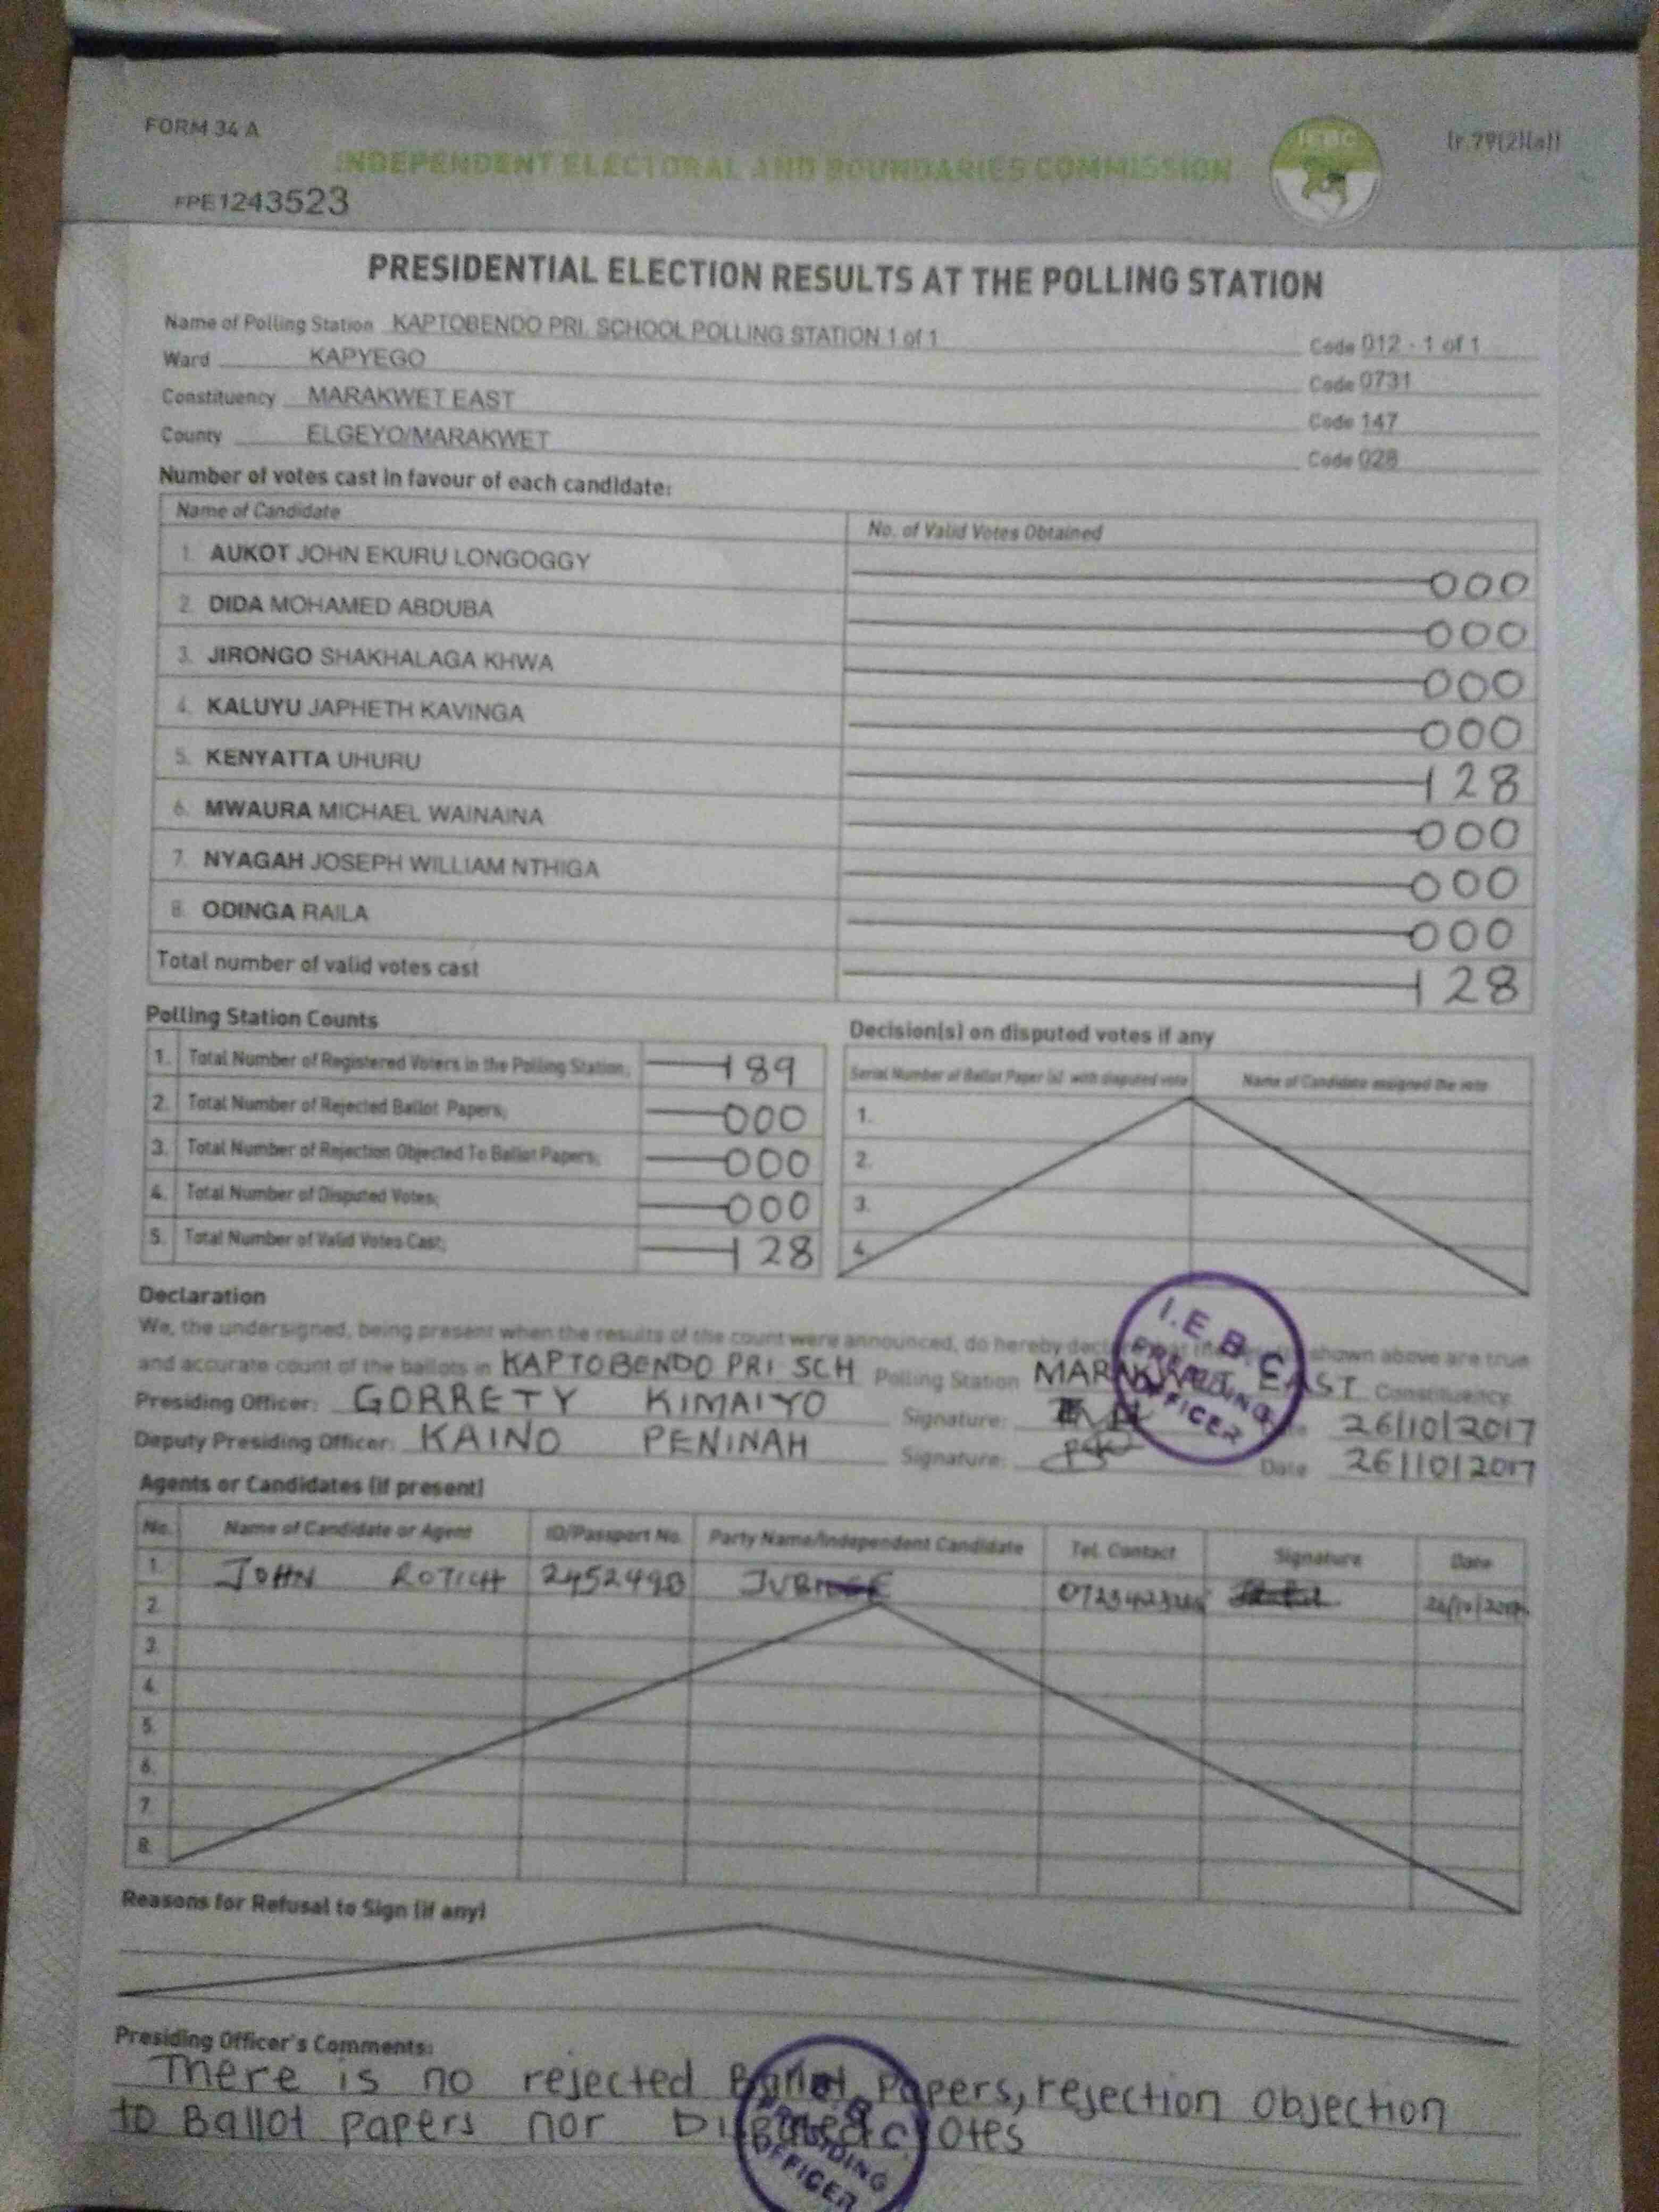 FORM 34 A
INDEPENDENT ELECTORAL AND BOUNDARIES COMMISSION
IEBC
(r.79(2)(a))
FPE1243523
PRESIDENTIAL ELECTION RESULTS AT THE POLLING STATION
Name of Polling Station KAPTOBENDO PRI. SCHOOL POLLING STATION 1 of 1 Code 012 - 1 of 1
Ward KAPYEGO Code 0731
Constituency MARAKWET EAST Code 147
County ELGEYO/MARAKWET Code 028
Number of votes cast in favour of each candidate:
Name of Candidate No. of Valid Votes Obtained
1. AUKOT JOHN EKURU LONGOGGY 000
2. DIDA MOHAMED ABDUBA 000
3. JIRONGO SHAKHALAGA KHWA 000
4. KALUYU JAPHETH KAVINGA 000
5. KENYATTA UHURU 128
6. MWAURA MICHAEL WAINAINA 000
7. NYAGAH JOSEPH WILLIAM NTHIGA 000
8. ODINGA RAILA 000
Total number of valid votes cast 128
Polling Station Counts
1. Total Number of Registered Voters in the Polling Station; 189
2. Total Number of Rejected Ballot Papers; 000
3. Total Number of Rejection Objected To Ballot Papers; 000
4. Total Number of Disputed Votes; 000
5. Total Number of Valid Votes Cast; 128
Decision(s) on disputed votes if any
Serial Number of Ballot Paper (s) with disputed vote Name of Candidate assigned the vote
1.
2.
3.
4.
Declaration
We, the undersigned, being present when the results of the count were announced, do hereby shown above are true
and accurate count of the ballots in KAPTOBENDO PRI SCH Polling Station MARAKWET EAST Constituency
Presiding Officer: GORRETY KIMAIYO Signature: Date 26/10/2017
Deputy Presiding Officer: KAINO PENINAH Signature: Date 26/10/2017
I.E.B.C
PRESIDING
OFFICER
Agents or Candidates (if present)
No. Name of Candidate or Agent ID/Passport No. Party Name/Independent Candidate Tel. Contact Signature Date
1. JOHN ROTICH 26/10/2017
2.
3.
4.
5.
6.
7.
8.
Reasons for Refusal to Sign (if any)
Presiding Officer's Comments:
There is no rejected Ballot Papers, rejection Objection
to Ballot papers nor Disputed votes
PRESIDING
OFFICER